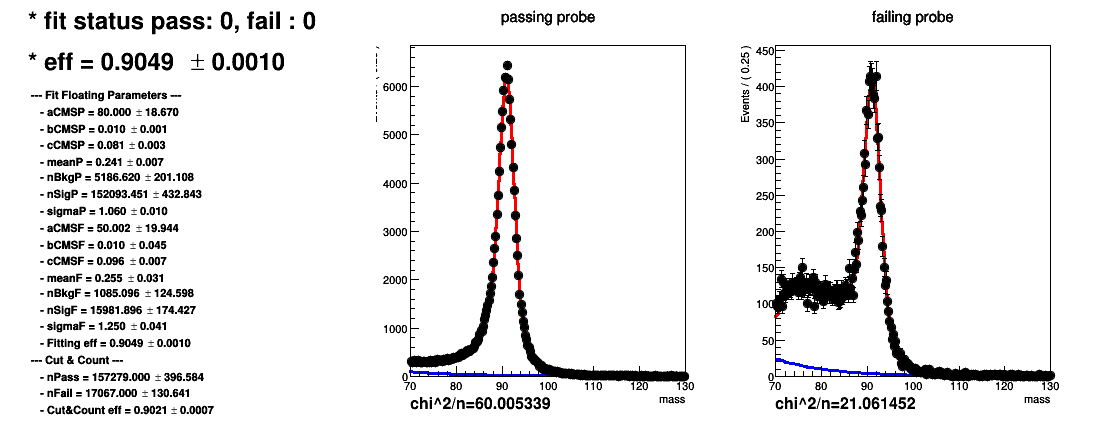 * fit status pass: 0, fail : 0
* eff = 0.9049 ± 0.0010
--- Fit Floating Parameters ---
- aCMSP = 80.000 ± 18.670
- bCMSP = 0.010 ± 0.001
- cCMSP = 0.081 ± 0.003
- meanP = 0.241 ± 0.007
- nBkgP = 5186.620 ± 201.108
- nSigP = 152093.451 ± 432.843
- sigmaP = 1.060 ± 0.010
- aCMSF = 50.002 ± 19.944
- bCMSF = 0.010 ± 0.045
- cCMSF = 0.096 ± 0.007
- meanF = 0.255 ± 0.031
- nBkgF = 1085.096 ± 124.598
- nSigF = 15981.896 ± 174.427
- sigmaF = 1.250 ± 0.041
- Fitting eff = 0.9049 ± 0.0010
--- Cut & Count ---
- nPass = 157279.000 ± 396.584
- nFail = 17067.000 ± 130.641
- Cut&Count eff = 0.9021 ± 0.0007
passing probe
6000
5000
4000
3000
2000
1000
0
70 80 90 100 110 120 130
mass
chi^2/n=60.005339
failing probe
Events / ( 0.25 )
450
400
350
300
250
200
150
100
50
0
70 80 90 100 110 120 130
mass
chi^2/n=21.061452